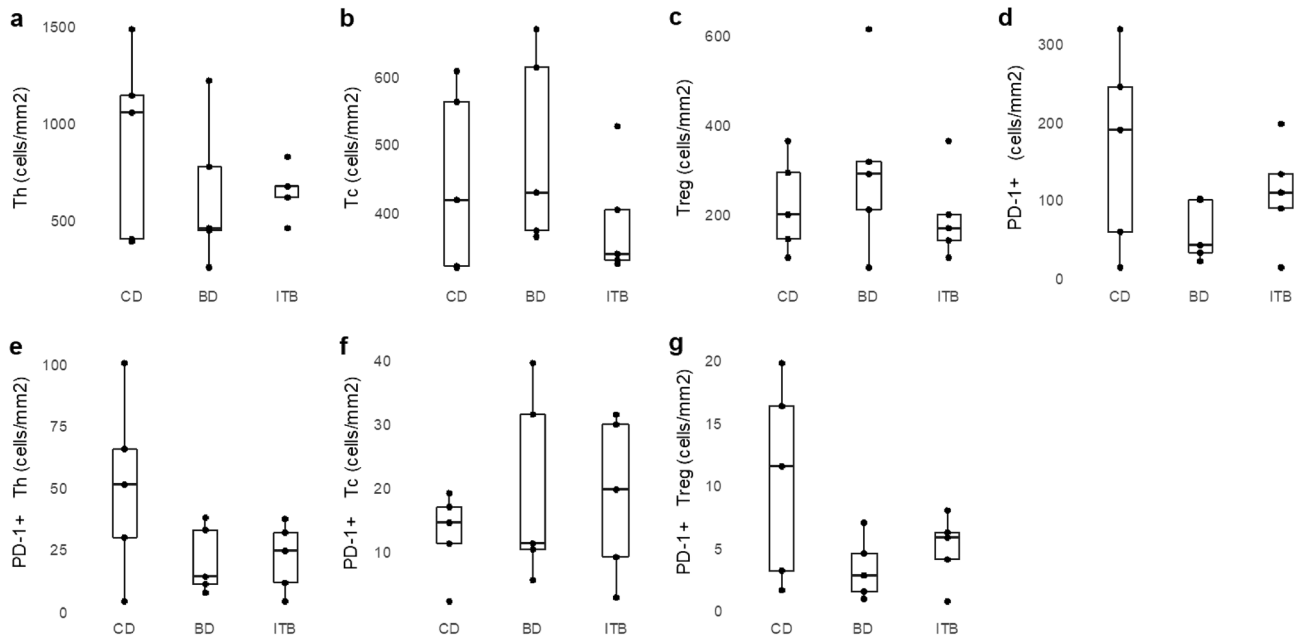 a
Th (cells/mm2)
1500
1000
500
CD BD ITB
b
Tc (cells/mm2)
600
500
400
CD BD ITB
c
Treg (cells/mm2)
600
400
200
CD BD ITB
d
PD-1+ (cells/mm2)
300
200
100
0
CD BD ITB
e
PD-1+ Th (cells/mm2)
100
75
50
25
0
CD BD ITB
f
PD-1+ Tc (cells/mm2)
40
30
20
10
CD BD ITB
g
PD-1+ Treg (cells/mm2)
20
15
10
5
0
CD BD ITB